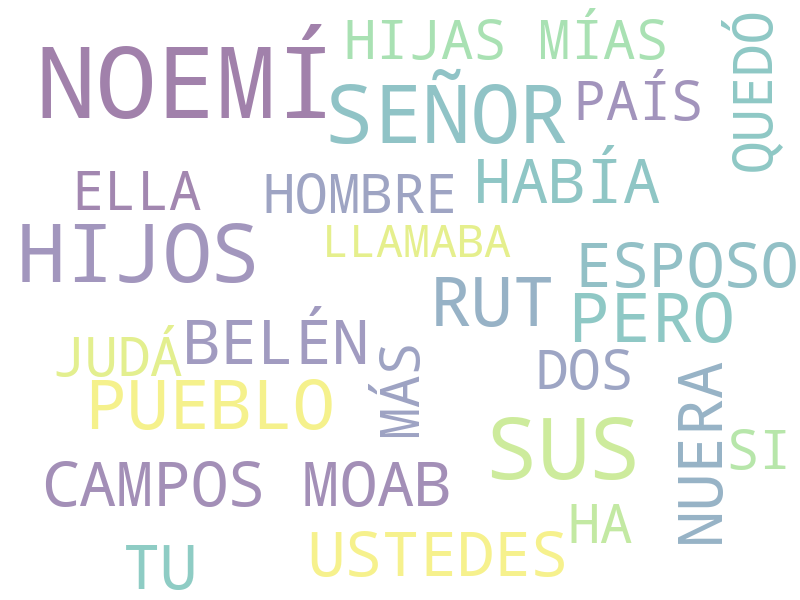 NOEMÍ
HIJAS MÍAS
QUEDÓ
SEÑOR
PAÍS
ELLA
HOMBRE
HABÍA
HIJOS
LLAMABA
ESPOSO
RUT
PERO
JUDÁ
BELÉN
MÁS
DOS
PUEBLO
NUERA
SUS
SI
CAMPOS MOAB
HA
TU
USTEDES